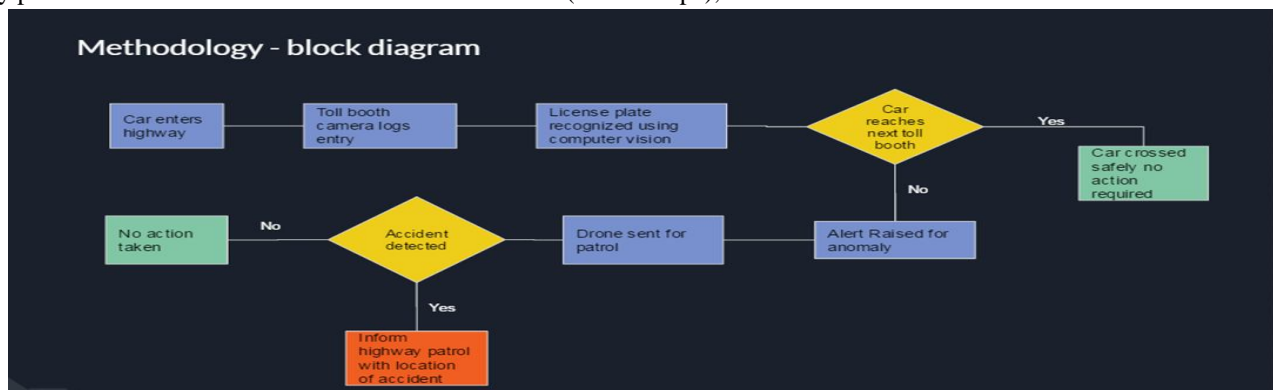 Methodology - block diagram
Car enters
highway
Toll booth
camera logs
entry
License plate
recognized using
computer vision
Car
reaches
next toll
booth
Yes
Car crossed
safely no
action
required
No
No action
taken
No
Accident
detected
Drone sent for
patrol
Alert Raised for
anomaly
Yes
Inform
highway patrol
with location
of accident